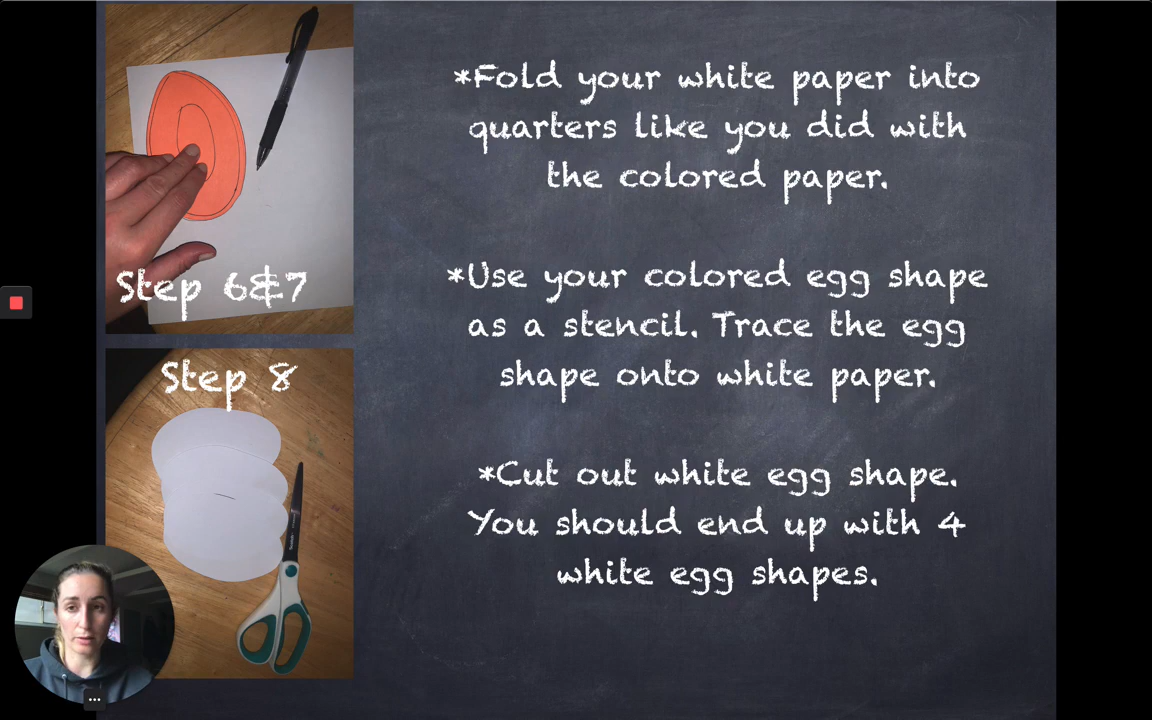 Step 6&7
Step 8
*Fold your white paper into
quarters like you did with
the colored paper.
*Use your colored egg shape
as a stencil. Trace the egg
shape onto white paper.
*Cut out white egg shape.
You should end up with 4
white egg shapes.